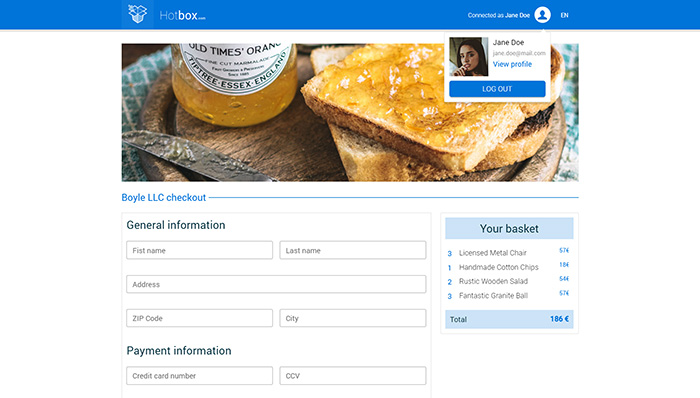 Hotbox.com
Connected as Jane Doe
EN
Jane Doe
jane.doe@mail.com
View profile
LOG OUT
OLD TIMES' ORANG
FINE CUT MARMALADE
TIPTREE·ESSEX·ENGLAND
Boyle LLC checkout
General information
Fist name
Last name
Address
ZIP Code
City
Payment information
Credit card number
CCV
Your basket
3 Licensed Metal Chair 57€
1 Handmade Cotton Chips 18€
2 Rustic Wooden Salad 54€
3 Fantastic Granite Ball 57€
Total 186 €